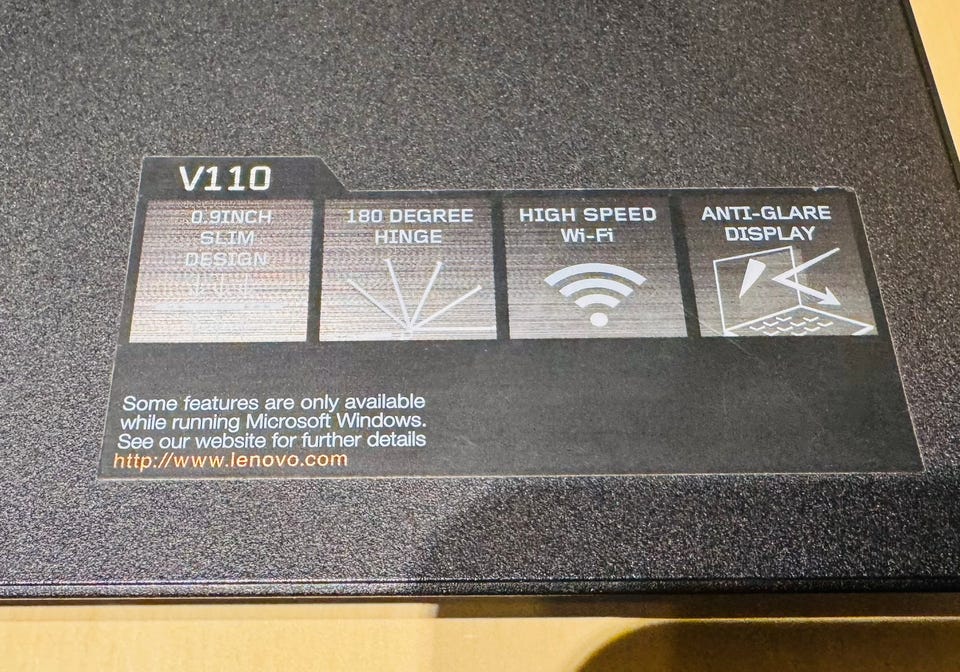 V110
0.9INCH
SLIM
DESIGN
180 DEGREE
HINGE
HIGH SPEED
Wi-Fi
ANTI-GLARE
DISPLAY
Some features are only available
while running Microsoft Windows.
See our website for further details
http://www.lenovo.com